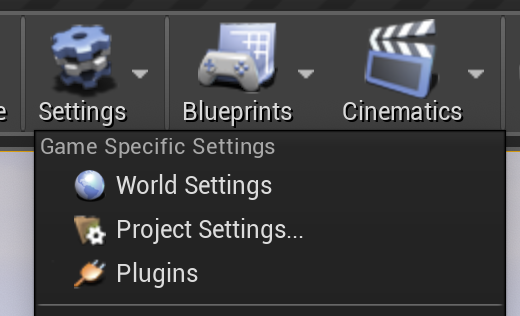 Settings Blueprints Cinematics
Game Specific Settings
World Settings
Project Settings...
Plugins